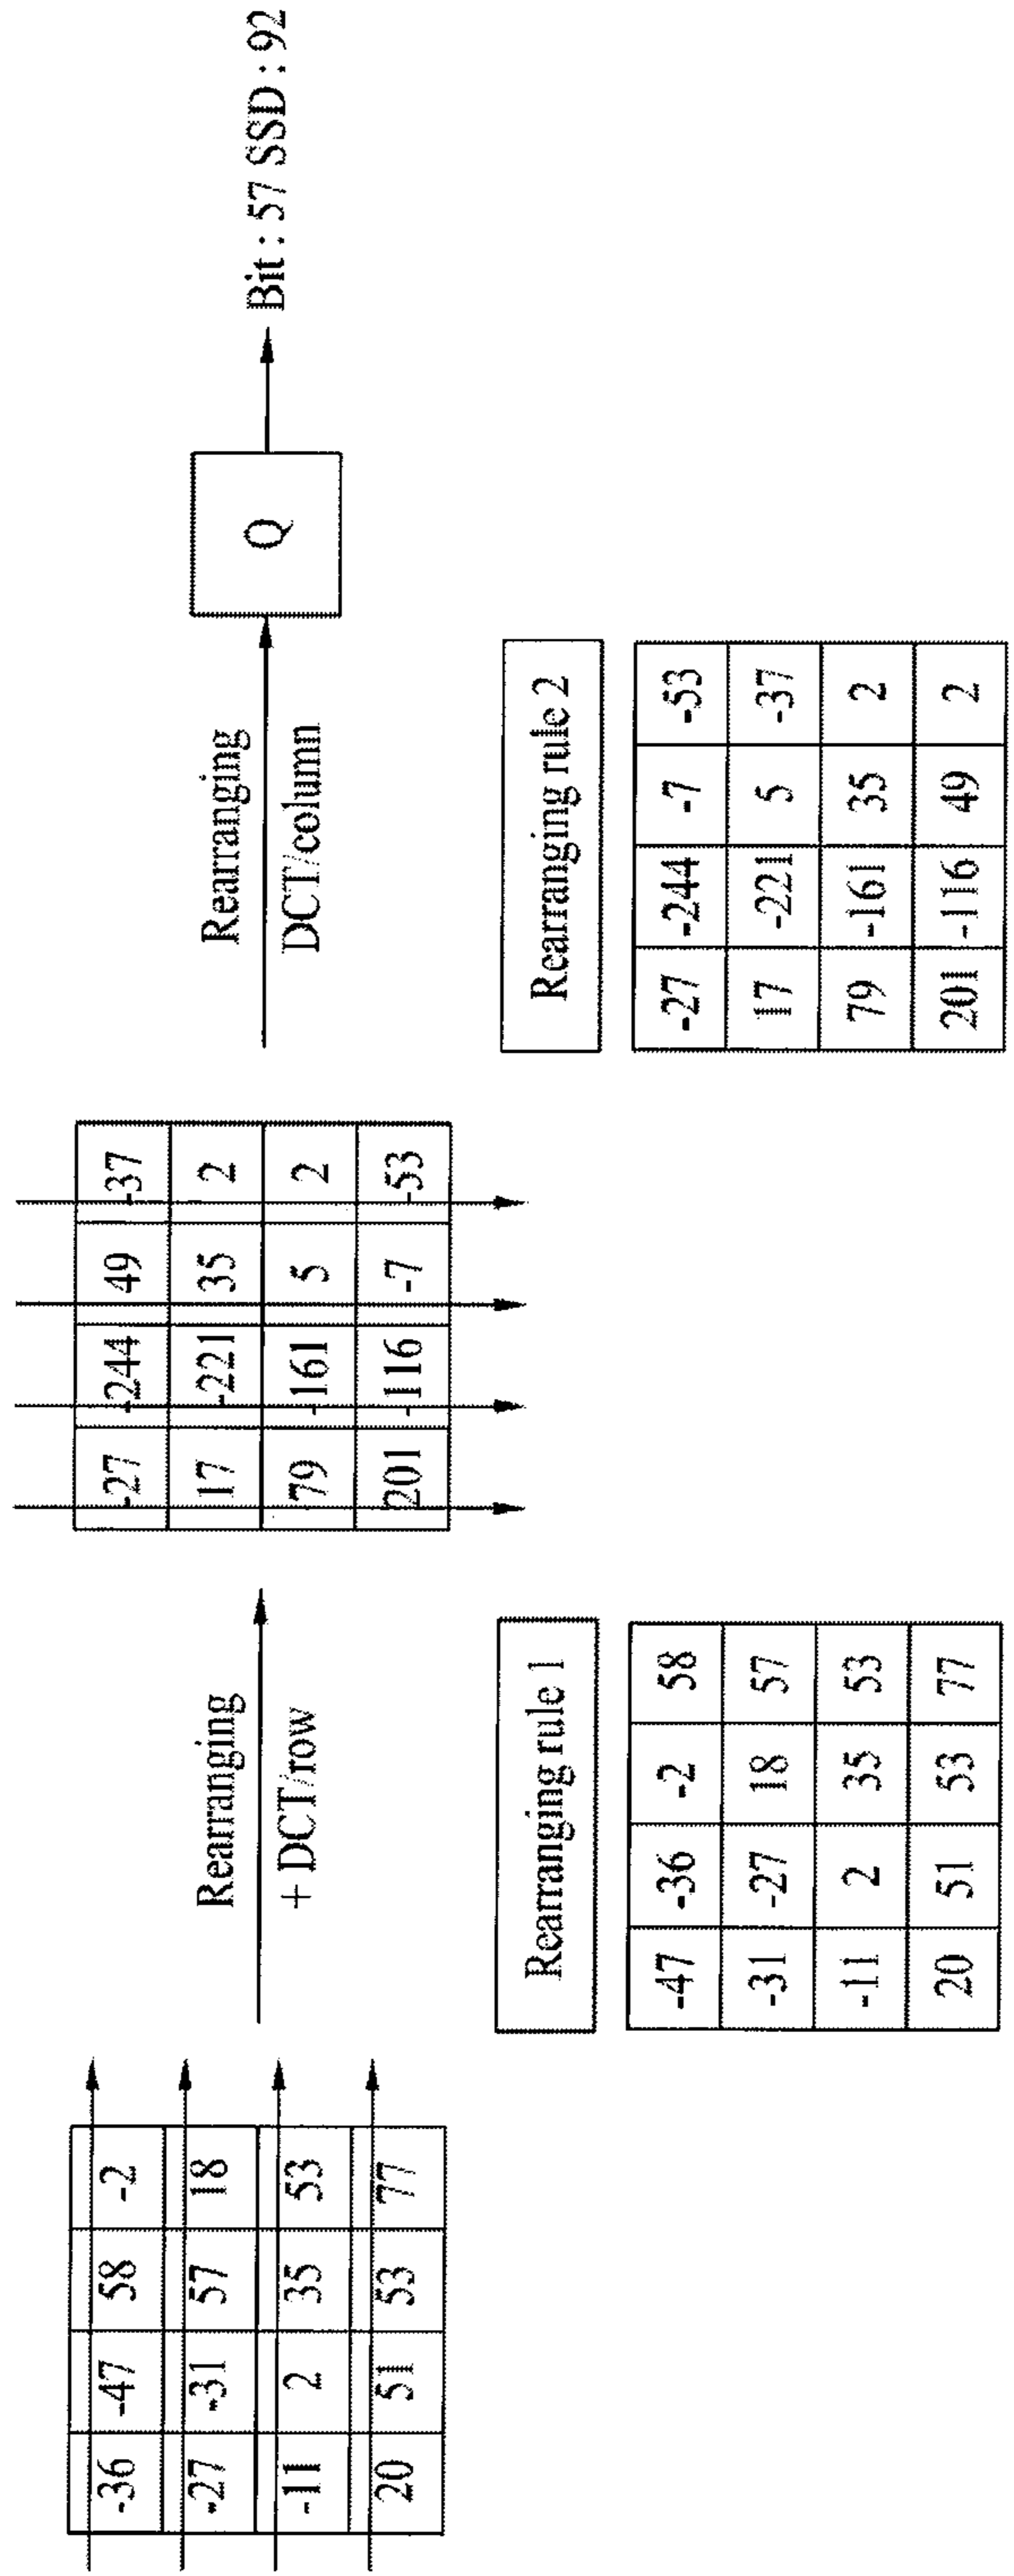 -36 -47 58 -2
-27 -31 57 18
-11 2 35 53
20 51 53 77
Rearranging
+ DCT/row
Rearranging rule 1
-47 -36 -2 58
-31 -27 18 57
-11 2 35 53
20 51 53 77
-27 -244 49 -37
17 -221 35 2
79 -161 5 2
201 -116 -7 -53
Rearranging
DCT/column
Rearranging rule 2
-27 -244 -7 -53
17 -221 5 -37
79 -161 35 2
201 -116 49 2
Q
Bit : 57 SSD : 92